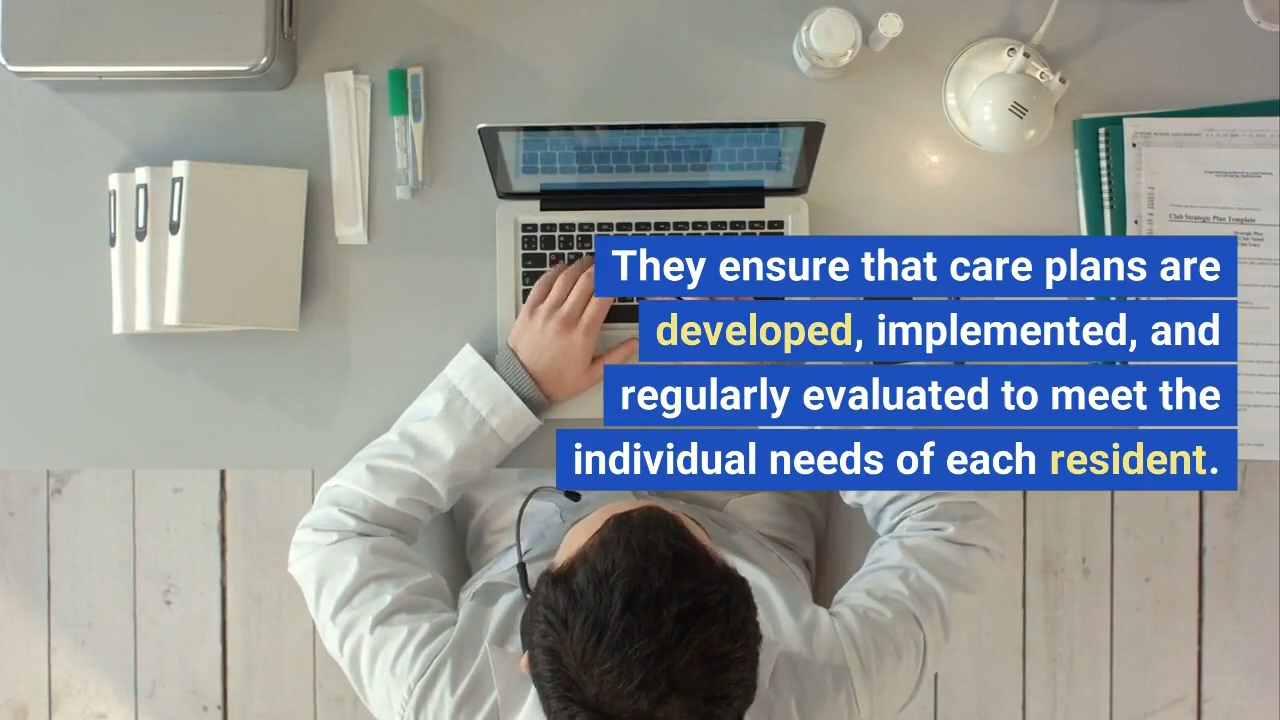 They ensure that care plans are
developed, implemented, and
regularly evaluated to meet the
individual needs of each resident.
Club Strategic Plan Template